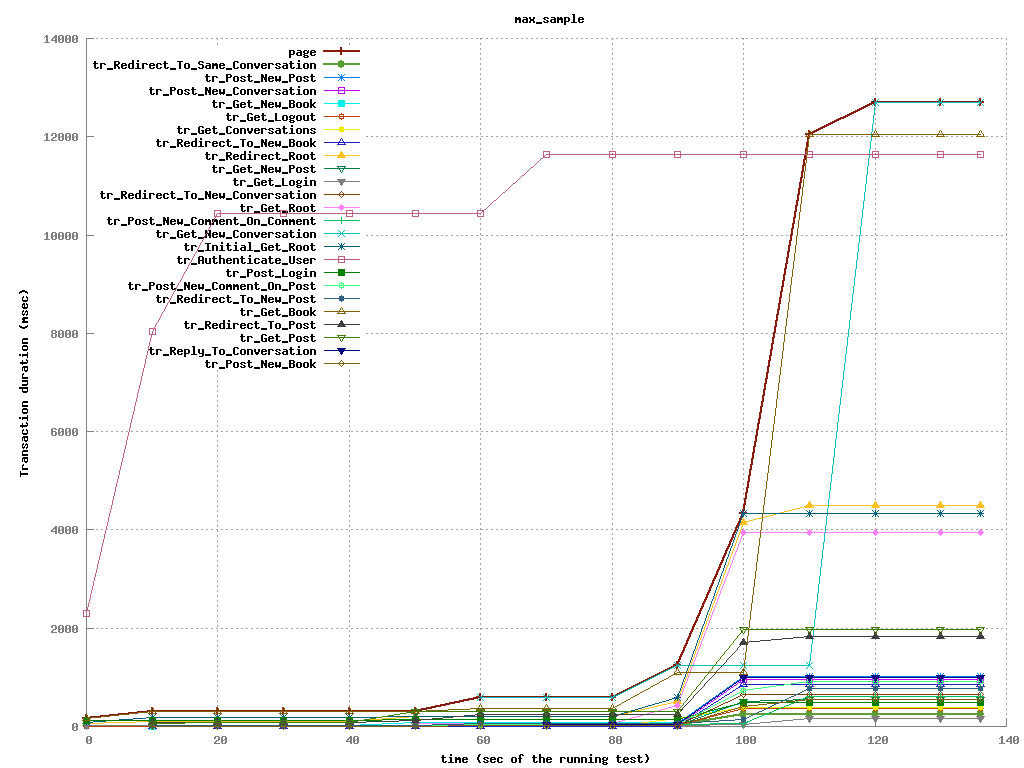 max_sample
14000
12000
10000
8000
6000
4000
2000
0
Transaction duration (msec)
page
tr_Redirect_To_Same_Conversation
tr_Post_New_Post
tr_Post_New_Conversation
tr_Get_New_Book
tr_Get_Logout
tr_Get_Conversations
tr_Redirect_To_New_Book
tr_Redirect_Root
tr_Get_New_Post
tr_Get_Login
tr_Redirect_To_New_Conversation
tr_Get_Root
tr_Post_New_Comment_On_Comment
tr_Get_New_Conversation
tr_Initial_Get_Root
tr_Authenticate_User
tr_Post_Login
tr_Post_New_Comment_On_Post
tr_Redirect_To_New_Post
tr_Get_Book
tr_Redirect_To_Post
tr_Get_Post
tr_Reply_To_Conversation
tr_Post_New_Book
0 20 40 60 80 100 120 140
time (sec of the running test)